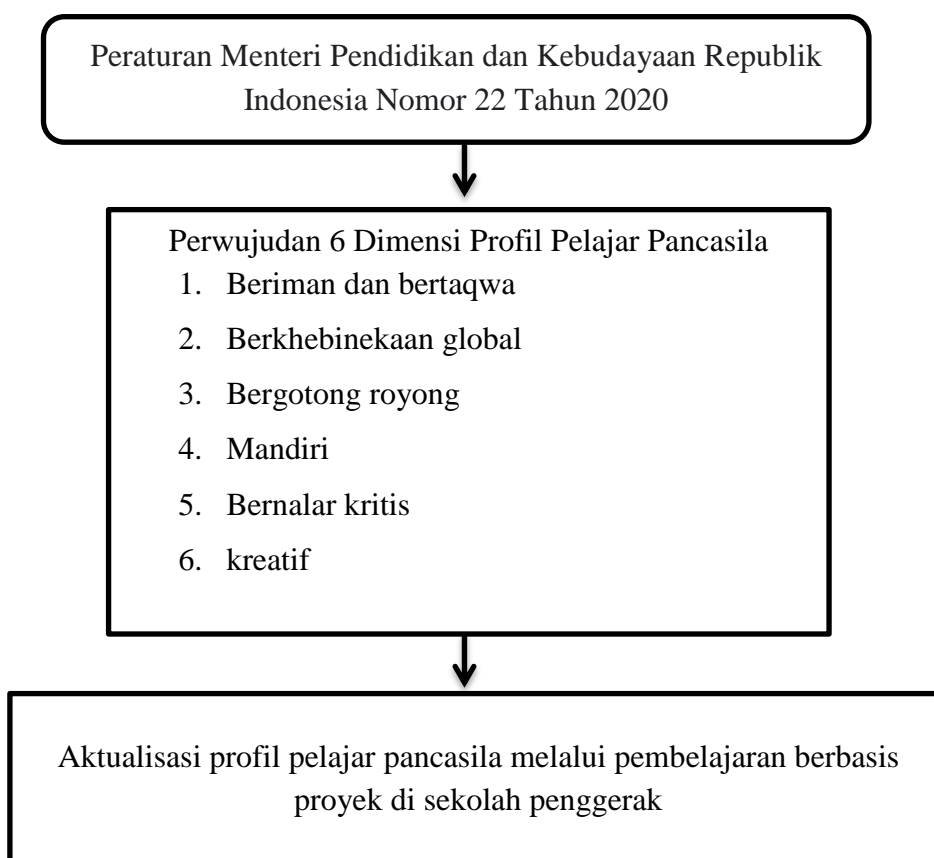 Peraturan Menteri Pendidikan dan Kebudayaan Republik
Indonesia Nomor 22 Tahun 2020
Perwujudan 6 Dimensi Profil Pelajar Pancasila
1. Beriman dan bertaqwa
2. Berkhebinekaan global
3. Bergotong royong
4. Mandiri
5. Bernalar kritis
6. kreatif
Aktualisasi profil pelajar pancasila melalui pembelajaran berbasis
proyek di sekolah penggerak